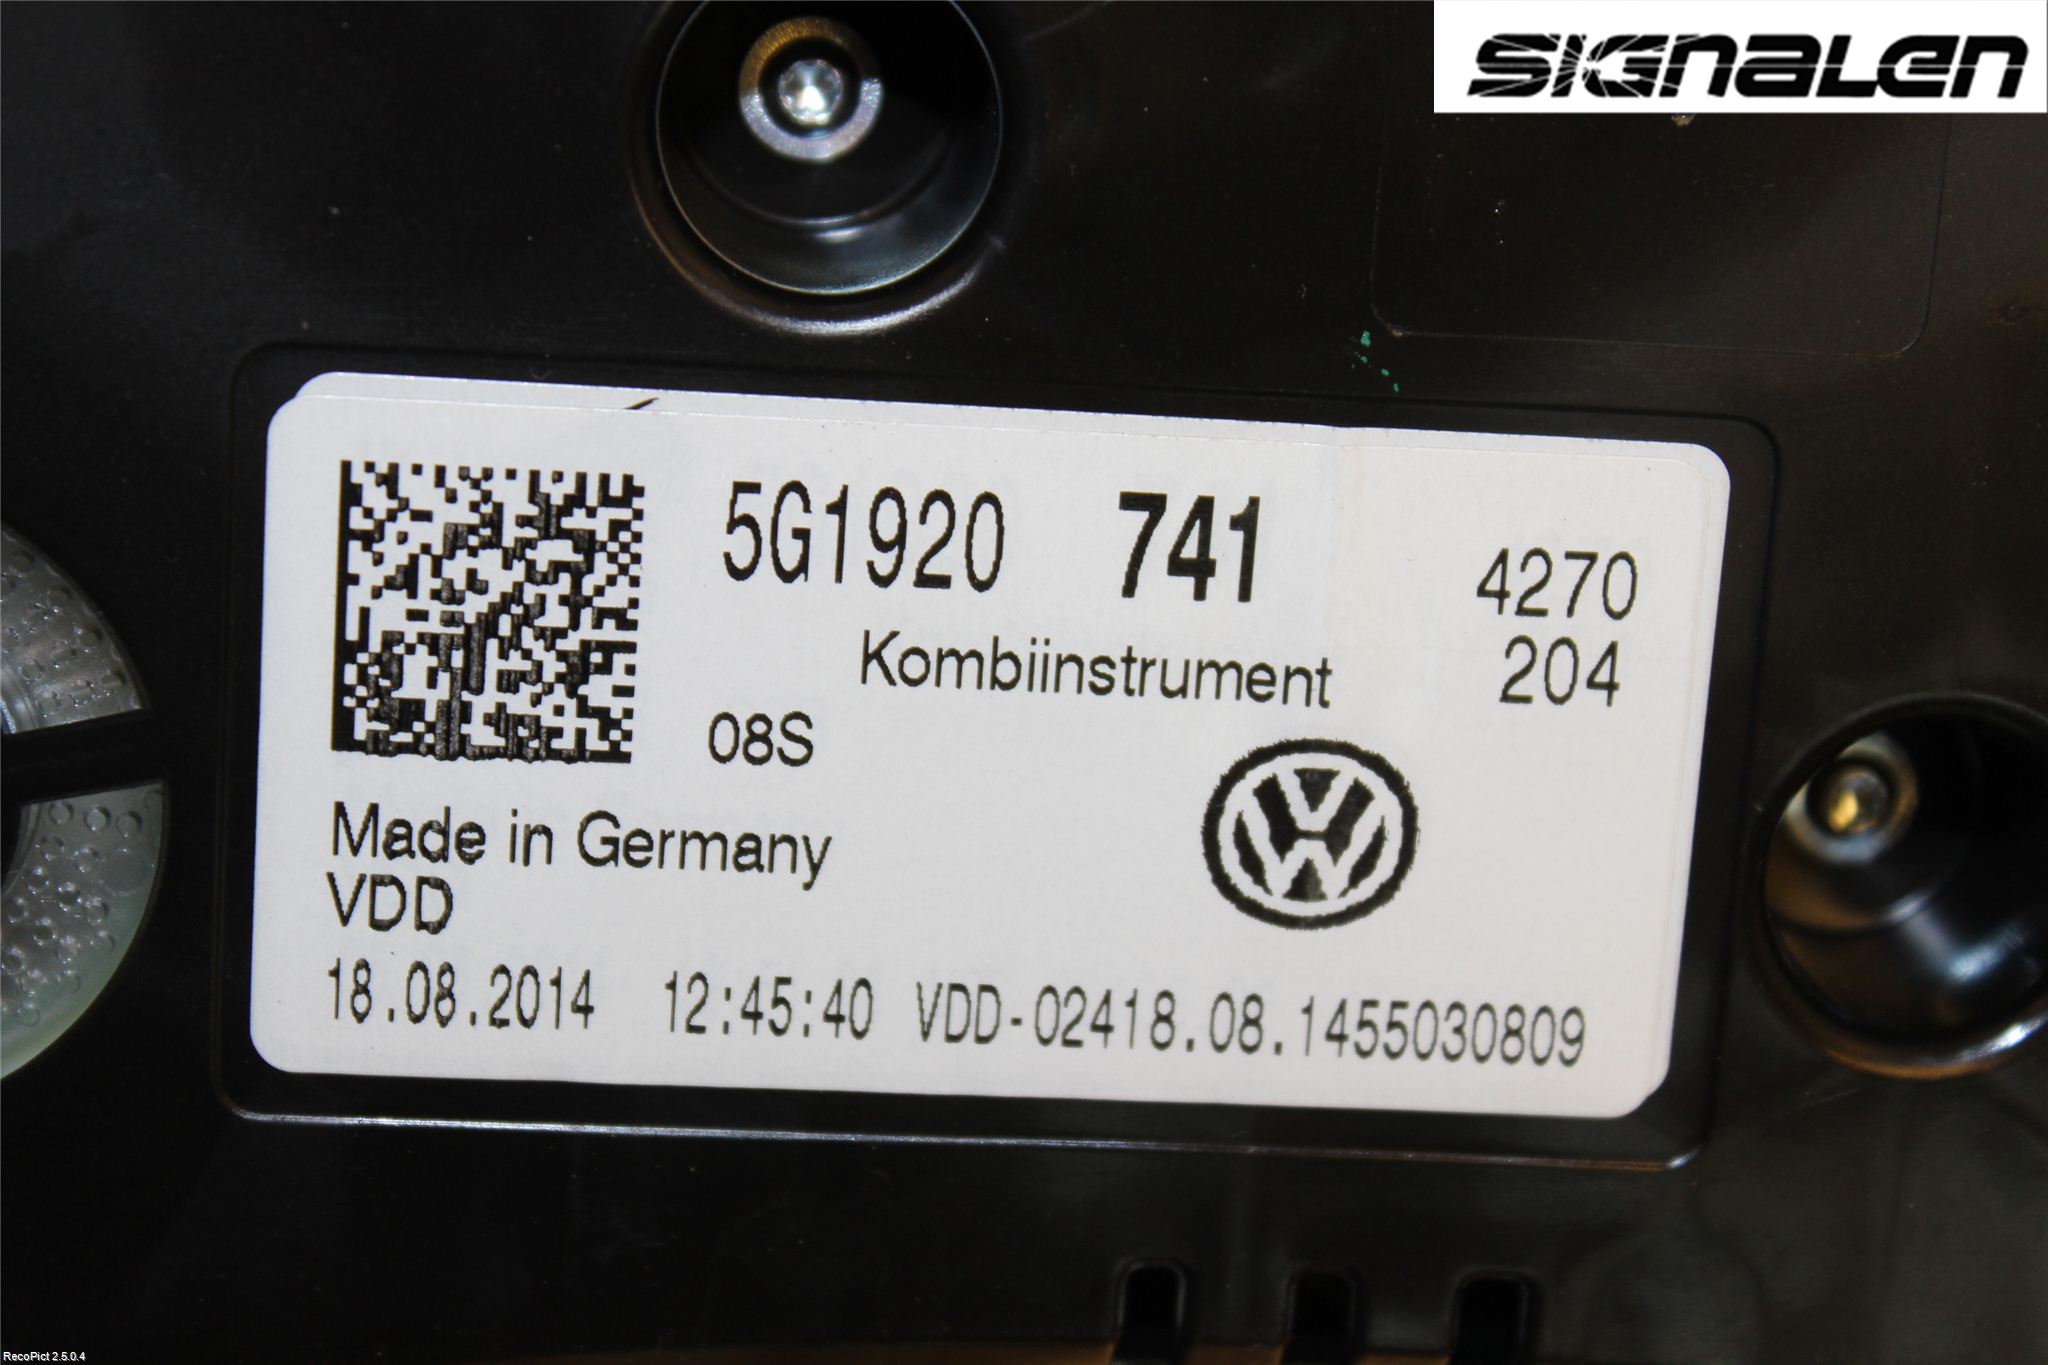 SIGNALEN
5G1920 741
4270
Kombiinstrument
204
08S
Made in Germany
VDD
18.08.2014 12:45:40 VDD-02418.08.1455030809
RecoPict 2.5.0.4